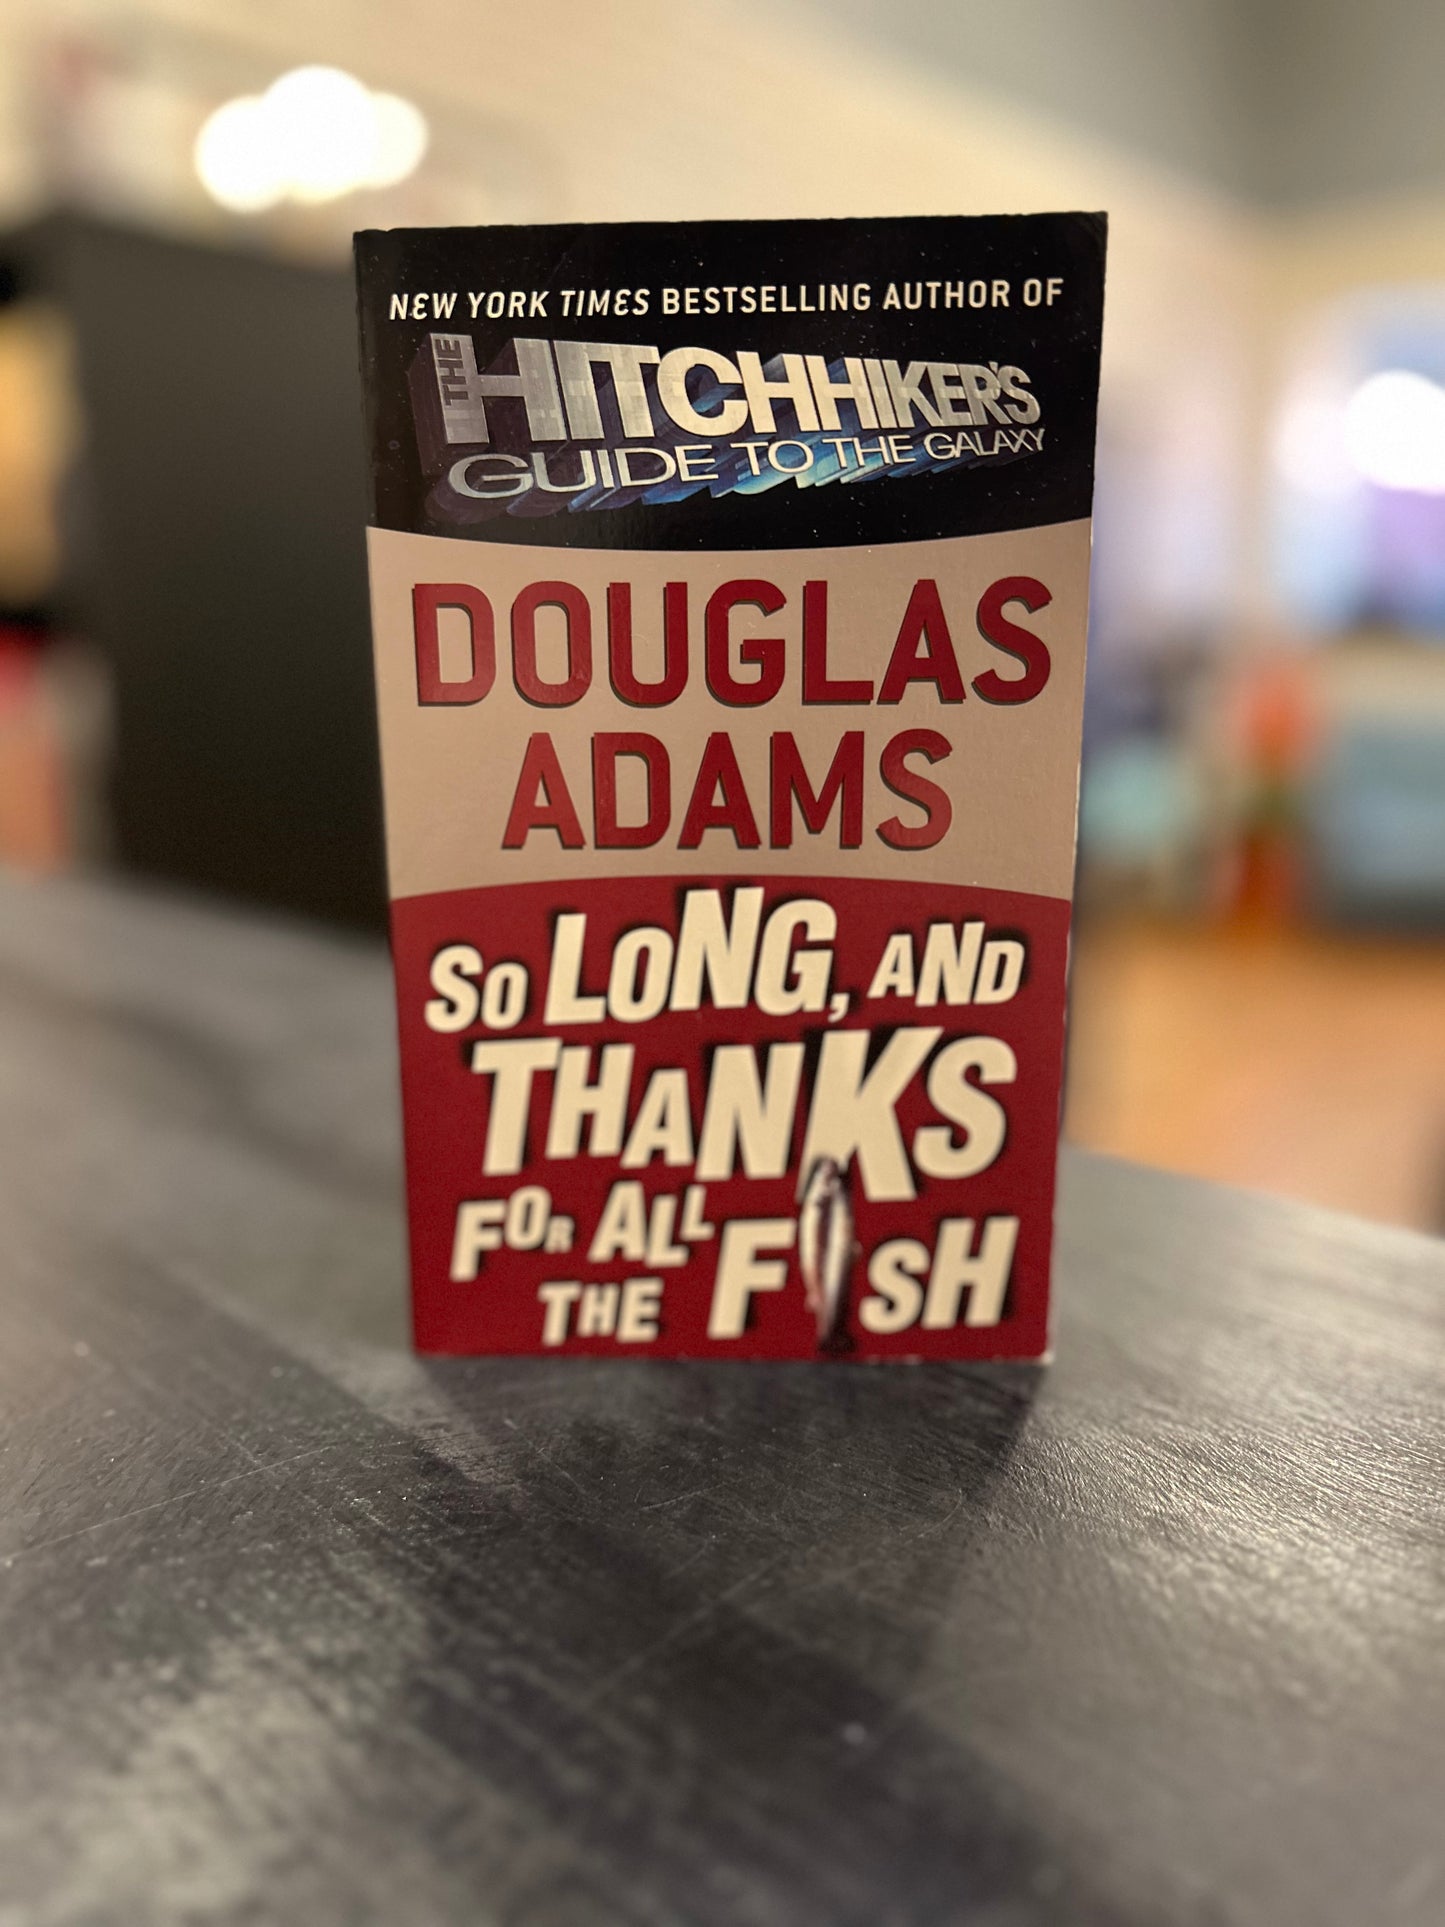 NEW YORK TIMES BESTSELLING AUTHOR OF
THE HITCHHIKER'S
GUIDE TO THE GALAXY
DOUGLAS
ADAMS
SO LONG, AND
THANKS
FOR ALL
THE FISH